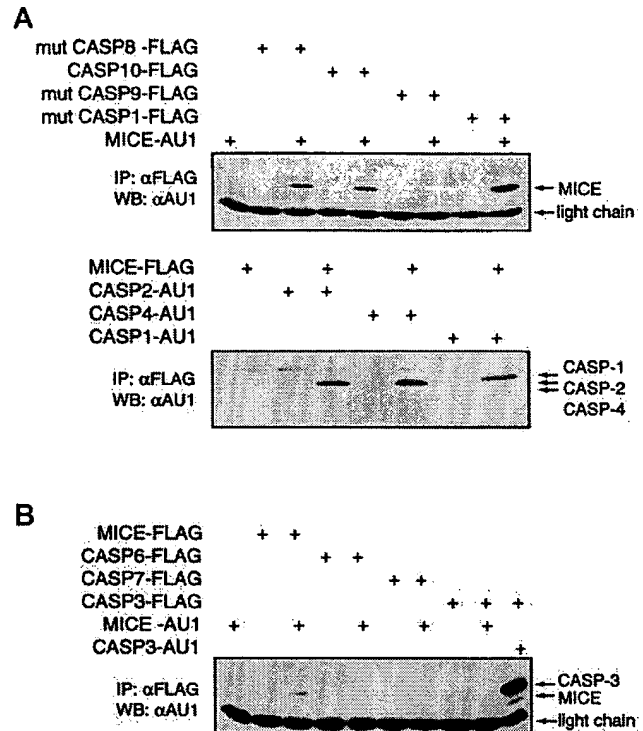 A
mut CASP8 -FLAG + +
CASP10-FLAG + +
mut CASP9-FLAG + +
mut CASP1-FLAG + +
MICE-AU1 + + + + +
IP: αFLAG
WB: αAU1
MICE
light chain
MICE-FLAG + + + +
CASP2-AU1 + +
CASP4-AU1 + +
CASP1-AU1 + +
IP: αFLAG
WB: αAU1
CASP-1
CASP-2
CASP-4
B
MICE-FLAG + +
CASP6-FLAG + +
CASP7-FLAG + +
CASP3-FLAG + + +
MICE -AU1 + + + + +
CASP3-AU1 +
IP: αFLAG
WB: αAU1
CASP-3
MICE
light chain